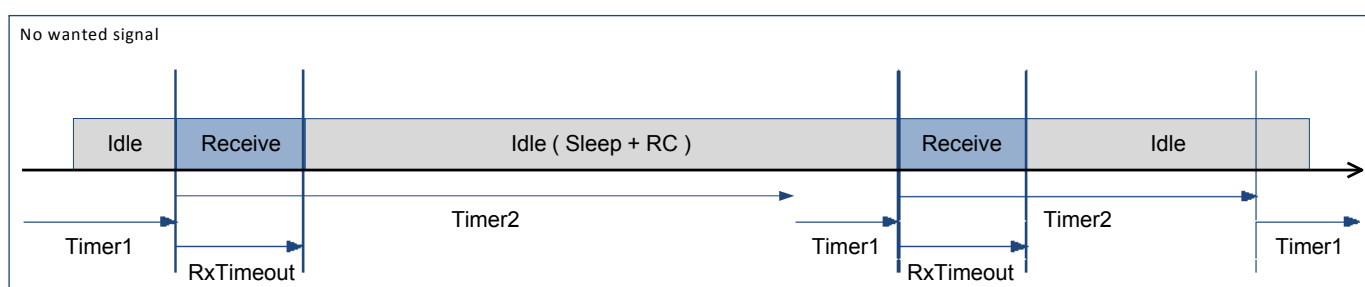 No wanted signal
Idle Receive Idle ( Sleep + RC ) Receive Idle
Timer2 Timer2
Timer1 Timer1 Timer1
RxTimeout RxTimeout